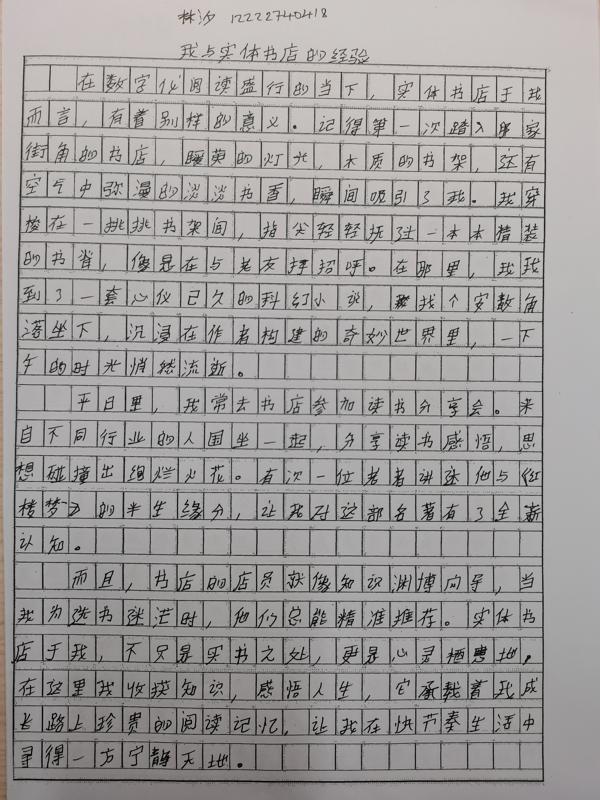 林沙 12222740418
我与实体书店的经验
在数字化阅读盛行的当下，实体书店于我
而言，有着别样的意义。记得第一次踏入那家
街角的书店，暖黄的灯光，木质的书架，还有
空气中弥漫的淡淡书香，瞬间吸引了我。我穿
梭在一排排书架间，指尖轻轻抚过一本本精装
的书脊，像是在与老友打招呼。在那里，我找
到了一套心仪已久的科幻小说，找个安静角
落坐下，沉浸在作者构建的奇妙世界里，一下
午的时光悄然流逝。
平日里，我常去书店参加读书分享会。来
自不同行业的人围坐一起，分享读书感悟，思
想碰撞出绚烂火花。有次一位老者讲述他与红
楼梦的半生缘分，让我对这部名著有了全新
认知。
而且，书店的店员就像知识渊博向导，当
我为选书迷茫时，他们总能精准推荐。实体书
店于我，不只是买书之处，更是心灵栖息地。
在这里我收获知识，感悟人生，它承载着我成
长路上珍贵的阅读记忆，让我在快节奏生活中
寻得一方宁静天地。